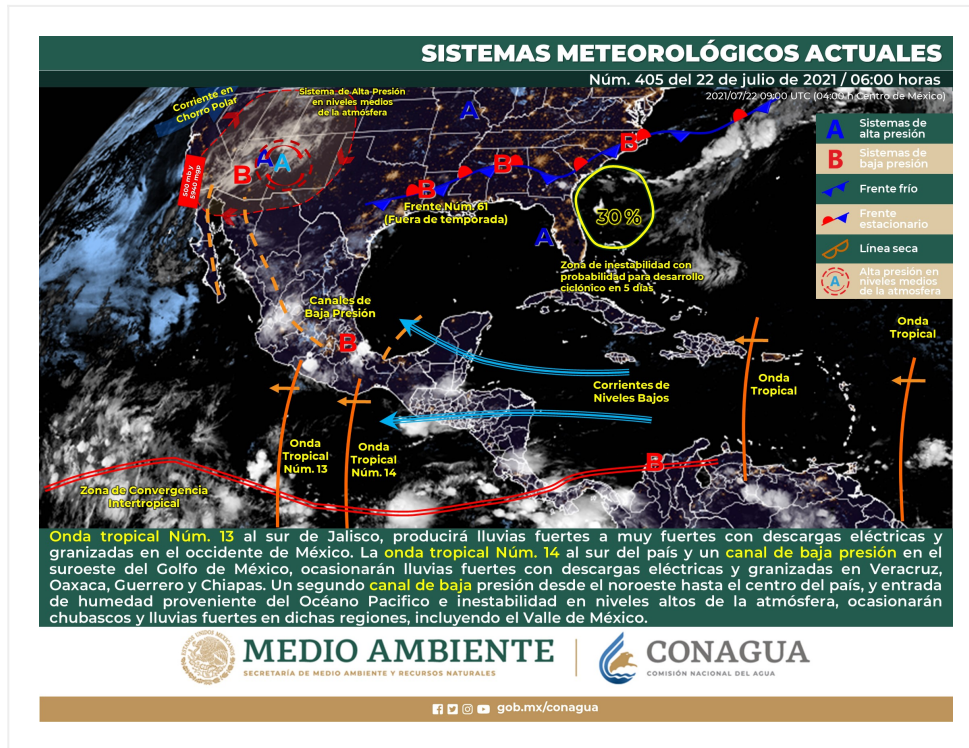 SISTEMAS METEOROLÓGICOS ACTUALES
Núm. 405 del 22 de julio de 2021 / 06:00 horas
2021/07/22 09:00 UTC (04:00 h Centro de México)
Corriente en
Chorro Polar
Sistema de Alta Presión
en niveles medios
de la atmósfera
A
A
A
B
500 mb y
5940 mgp
B
B
B
Frente Núm. 61
(Fuera de temporada)
A
30 %
Zona de inestabilidad con
probabilidad para desarrollo
ciclónico en 5 días
A
Sistemas de
alta presión
B
Sistemas de
baja presión
Frente frío
Frente
estacionario
Línea seca
A
Alta presión en
niveles medios
de la atmosfera
Canales de
Baja Presión
B
Corrientes de
Niveles Bajos
Onda
Tropical
Onda
Tropical
Onda
Tropical
Núm. 13
Onda
Tropical
Núm. 14
B
Zona de Convergencia
Intertropical
Onda tropical Núm. 13 al sur de Jalisco, producirá lluvias fuertes a muy fuertes con descargas eléctricas y
granizadas en el occidente de México. La onda tropical Núm. 14 al sur del país y un canal de baja presión en el
suroeste del Golfo de México, ocasionarán lluvias fuertes con descargas eléctricas y granizadas en Veracruz,
Oaxaca, Guerrero y Chiapas. Un segundo canal de baja presión desde el noroeste hasta el centro del país, y entrada
de humedad proveniente del Océano Pacifico e inestabilidad en niveles altos de la atmósfera, ocasionarán
chubascos y lluvias fuertes en dichas regiones, incluyendo el Valle de México.
MEDIO AMBIENTE
SECRETARÍA DE MEDIO AMBIENTE Y RECURSOS NATURALES
CONAGUA
COMISIÓN NACIONAL DEL AGUA
gob.mx/conagua